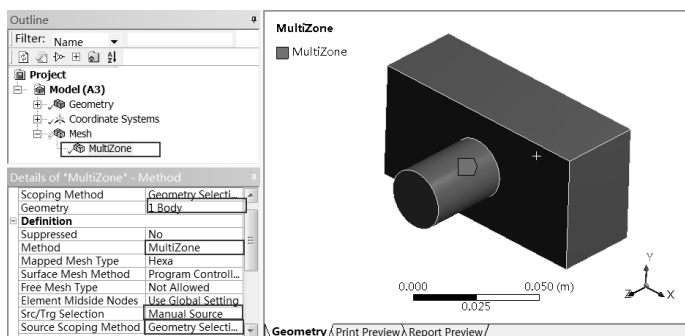 Outline
Filter: Name
Project
Model (A3)
Geometry
Coordinate Systems
Mesh
MultiZone
Details of "MultiZone" - Method
Scoping Method Geometry Selecti...
Geometry 1 Body
Definition
Suppressed No
Method MultiZone
Mapped Mesh Type Hexa
Surface Mesh Method Program Controll...
Free Mesh Type Not Allowed
Element Midside Nodes Use Global Setting
Src/Trg Selection Manual Source
Source Scoping Method Geometry Selecti...
MultiZone
MultiZone
0.000 0.050 (m)
0.025
Y
Z X
Geometry Print Preview Report Preview